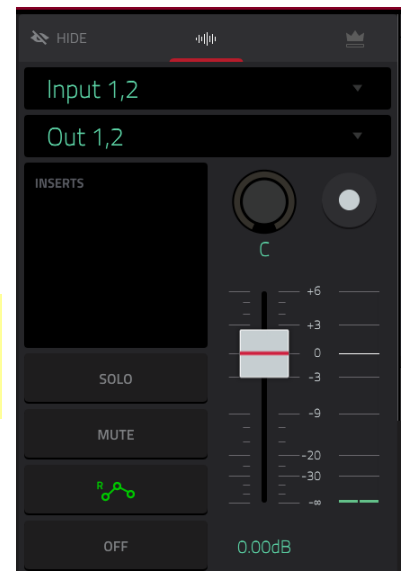 HIDE
Input 1,2
Out 1,2
INSERTS
C
+6
+3
0
-3
-9
-20
-30
-∞
SOLO
MUTE
R
OFF
0.00dB